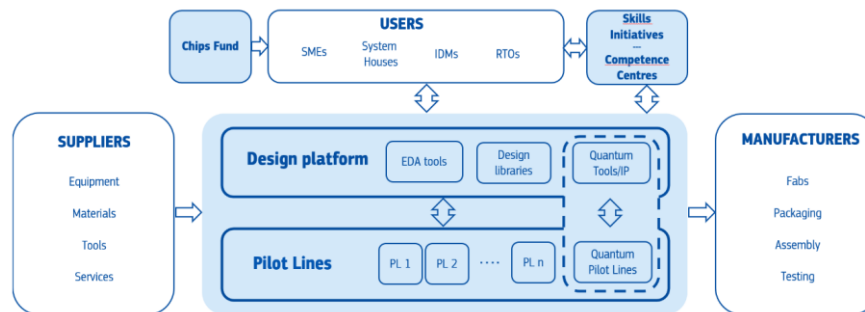 Chips Fund
USERS
SMEs
System
Houses
IDMs
RTOs
Skills
Initiatives
---
Competence
Centres
SUPPLIERS
Equipment
Materials
Tools
Services
Design platform
EDA tools
Design
libraries
Quantum
Tools/IP
Pilot Lines
PL 1
PL 2
....
PL n
Quantum
Pilot Lines
MANUFACTURERS
Fabs
Packaging
Assembly
Testing